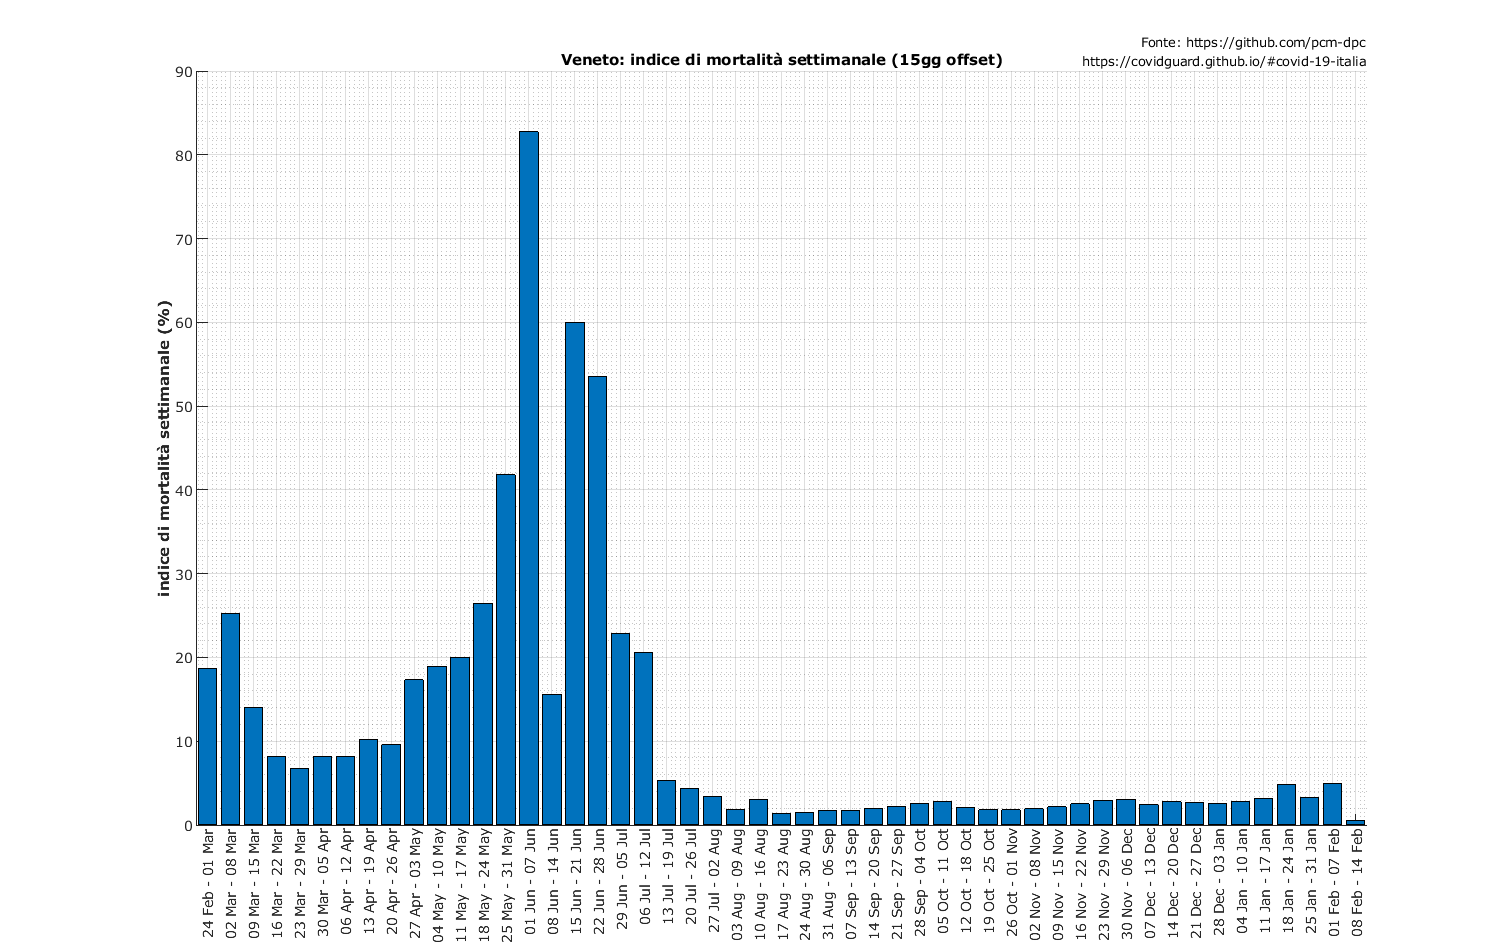 Fonte: https://github.com/pcm-dpc
Veneto: indice di mortalità settimanale (15gg offset)
https://covidguard.github.io/#covid-19-italia
indice di mortalità settimanale (%)
90
80
70
60
50
40
30
20
10
0
24 Feb - 01 Mar
02 Mar - 08 Mar
09 Mar - 15 Mar
16 Mar - 22 Mar
23 Mar - 29 Mar
30 Mar - 05 Apr
06 Apr - 12 Apr
13 Apr - 19 Apr
20 Apr - 26 Apr
27 Apr - 03 May
04 May - 10 May
11 May - 17 May
18 May - 24 May
25 May - 31 May
01 Jun - 07 Jun
08 Jun - 14 Jun
15 Jun - 21 Jun
22 Jun - 28 Jun
29 Jun - 05 Jul
06 Jul - 12 Jul
13 Jul - 19 Jul
20 Jul - 26 Jul
27 Jul - 02 Aug
03 Aug - 09 Aug
10 Aug - 16 Aug
17 Aug - 23 Aug
24 Aug - 30 Aug
31 Aug - 06 Sep
07 Sep - 13 Sep
14 Sep - 20 Sep
21 Sep - 27 Sep
28 Sep - 04 Oct
05 Oct - 11 Oct
12 Oct - 18 Oct
19 Oct - 25 Oct
26 Oct - 01 Nov
02 Nov - 08 Nov
09 Nov - 15 Nov
16 Nov - 22 Nov
23 Nov - 29 Nov
30 Nov - 06 Dec
07 Dec - 13 Dec
14 Dec - 20 Dec
21 Dec - 27 Dec
28 Dec - 03 Jan
04 Jan - 10 Jan
11 Jan - 17 Jan
18 Jan - 24 Jan
25 Jan - 31 Jan
01 Feb - 07 Feb
08 Feb - 14 Feb